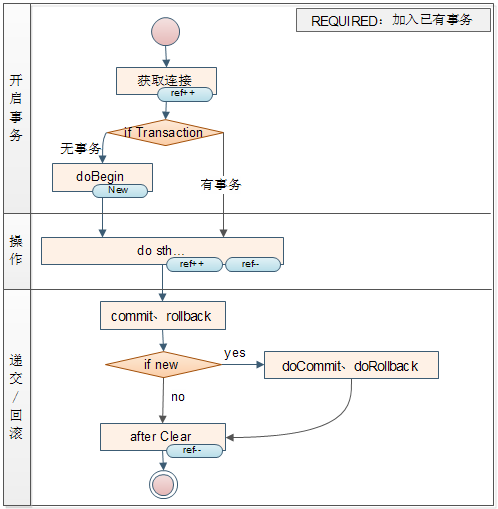 REQUIRED：加入已有事务
开启事务
获取连接
ref++
if Transaction
无事务
doBegin
New
有事务
操作
do sth...
ref++
ref--
递交/回滚
commit、rollback
if new
yes
doCommit、doRollback
no
after Clear
ref--